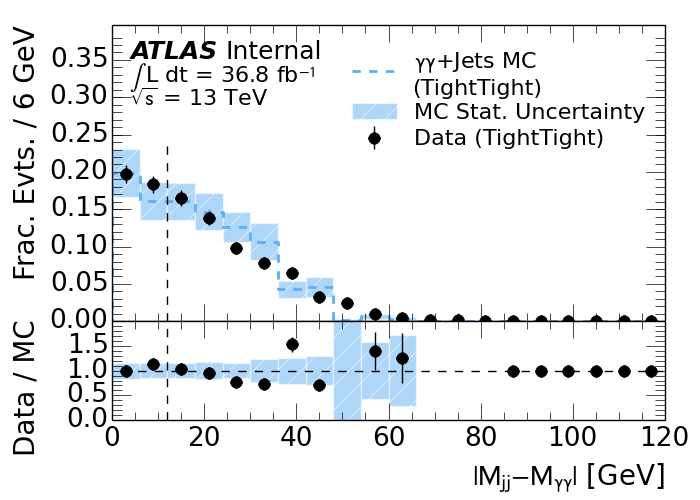 ATLAS Internal
∫L dt = 36.8 fb⁻¹
√s = 13 TeV
γγ+Jets MC
(TightTight)
MC Stat. Uncertainty
Data (TightTight)
Frac. Evts. / 6 GeV
0.35
0.30
0.25
0.20
0.15
0.10
0.05
0.00
Data / MC
1.5
1.0
0.5
0.0
0 20 40 60 80 100 120
|Mjj−Mγγ| [GeV]